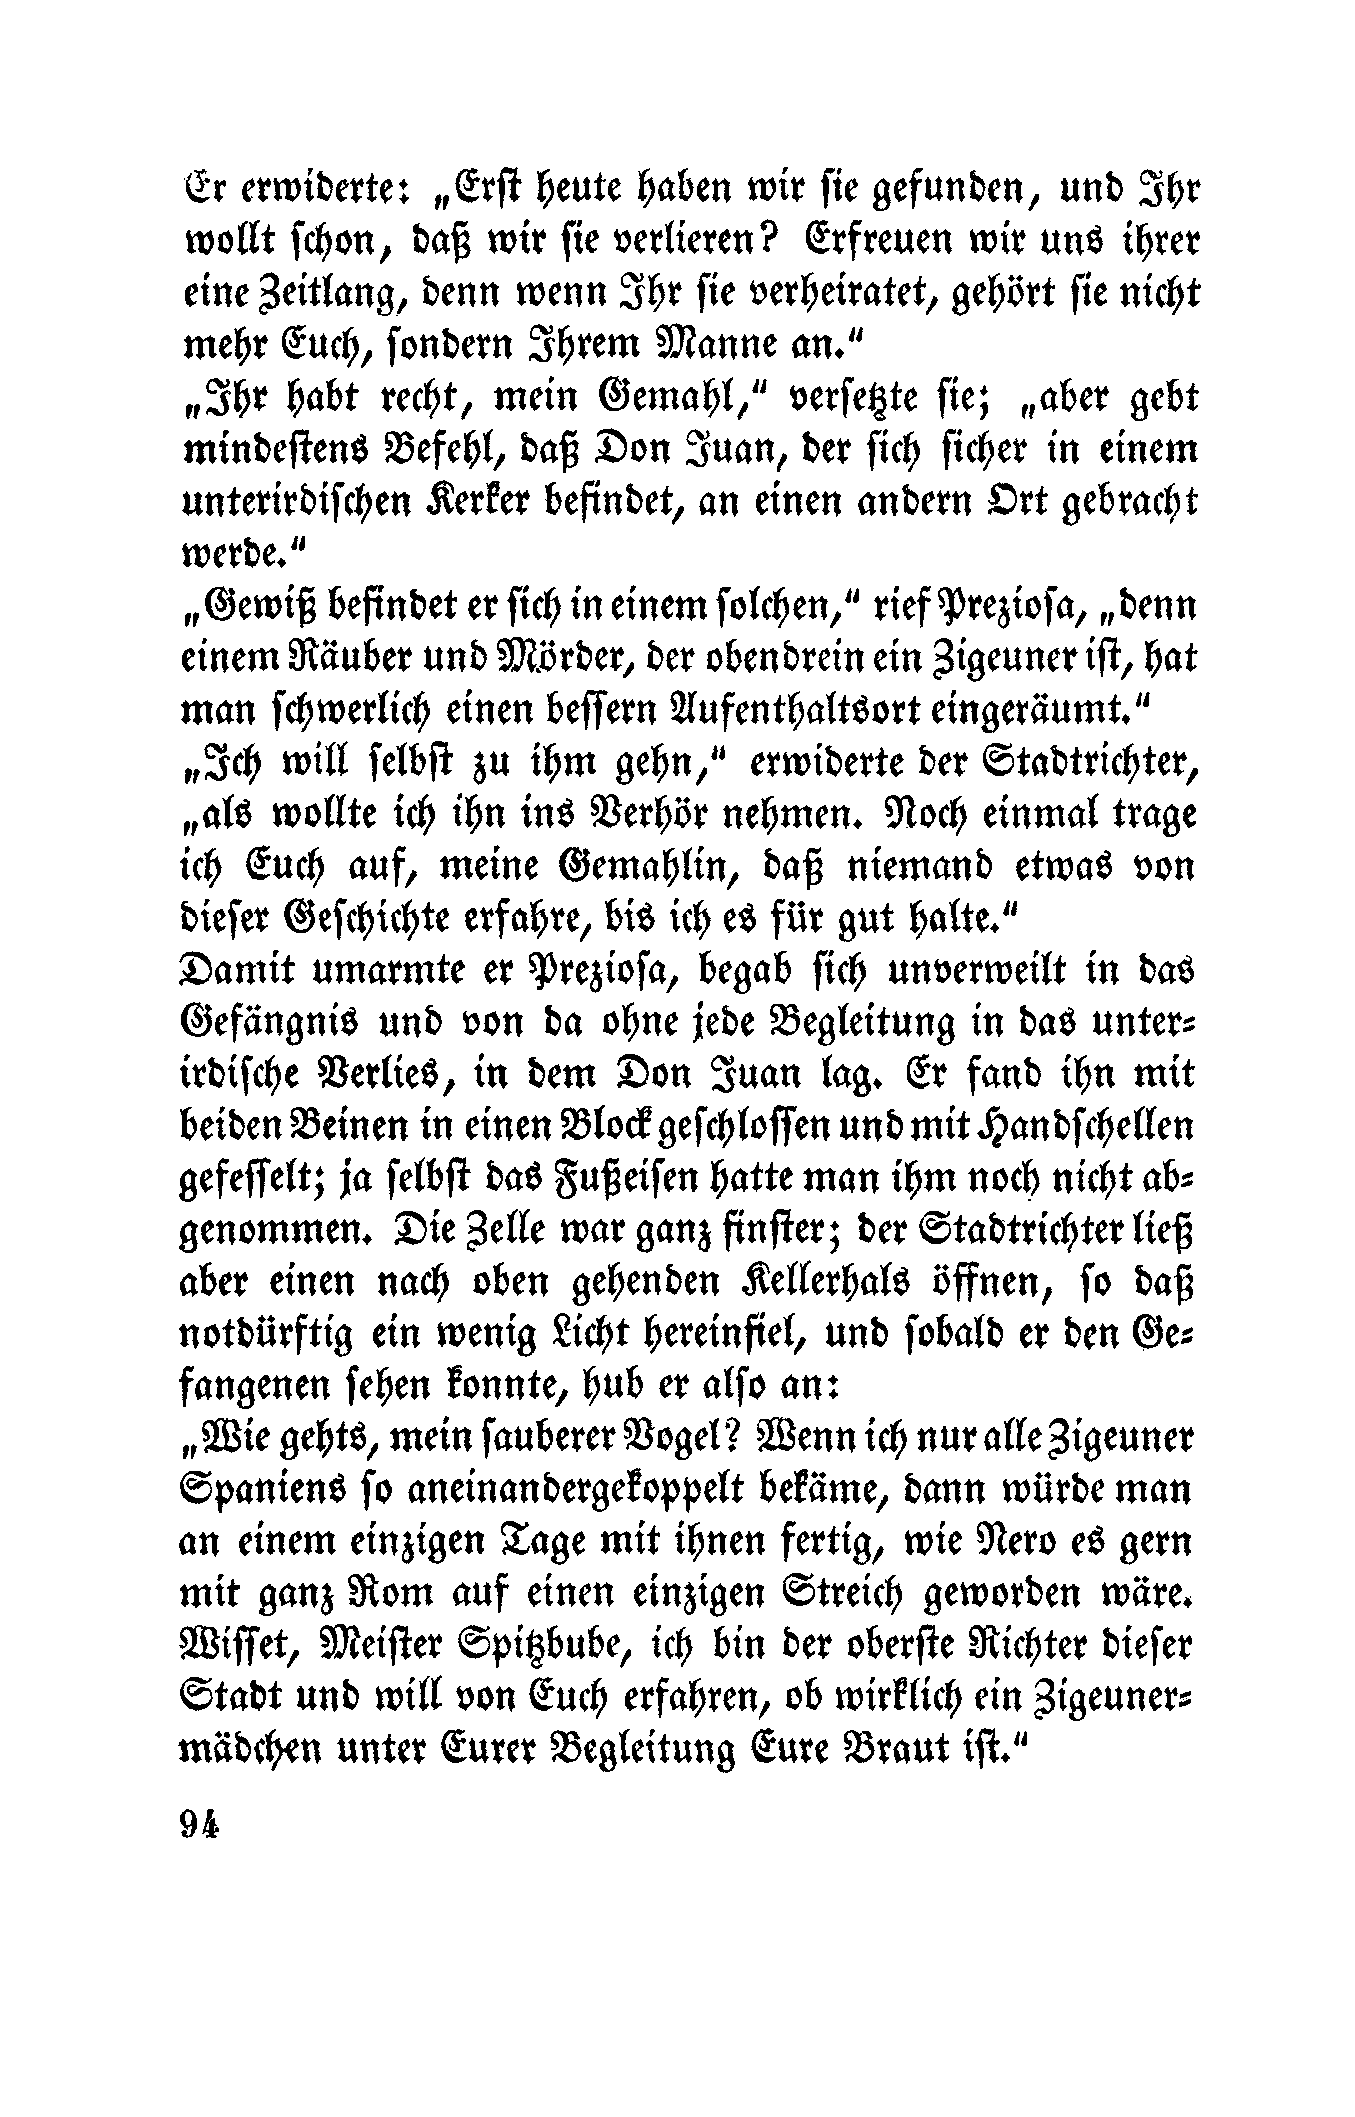 Er erwiderte: „Erst heute haben wir sie gefunden, und Ihr
wollt schon, daß wir sie verlieren? Erfreuen wir uns ihrer
eine Zeitlang, denn wenn Ihr sie verheiratet, gehört sie nicht
mehr Euch, sondern Ihrem Manne an.“
„Ihr habt recht, mein Gemahl,“ versetzte sie; „aber gebt
mindestens Befehl, daß Don Juan, der sich sicher in einem
unterirdischen Kerker befindet, an einen andern Ort gebracht
werde.“
„Gewiß befindet er sich in einem solchen,“ rief Preziosa, „denn
einem Räuber und Mörder, der obendrein ein Zigeuner ist, hat
man schwerlich einen bessern Aufenthaltsort eingeräumt.“
„Ich will selbst zu ihm gehn,“ erwiderte der Stadtrichter,
„als wollte ich ihn ins Verhör nehmen. Noch einmal trage
ich Euch auf, meine Gemahlin, daß niemand etwas von
dieser Geschichte erfahre, bis ich es für gut halte.“
Damit umarmte er Preziosa, begab sich unverweilt in das
Gefängnis und von da ohne jede Begleitung in das unter-
irdische Verlies, in dem Don Juan lag. Er fand ihn mit
beiden Beinen in einen Block geschlossen und mit Handschellen
gefesselt; ja selbst das Fußeisen hatte man ihm noch nicht ab-
genommen. Die Zelle war ganz finster; der Stadtrichter ließ
aber einen nach oben gehenden Kellerhals öffnen, so daß
notdürftig ein wenig Licht hereinfiel, und sobald er den Ge-
fangenen sehen konnte, hub er also an:
„Wie gehts, mein sauberer Vogel? Wenn ich nur alle Zigeuner
Spaniens so aneinandergekoppelt bekäme, dann würde man
an einem einzigen Tage mit ihnen fertig, wie Nero es gern
mit ganz Rom auf einen einzigen Streich geworden wäre.
Wisset, Meister Spitzbube, ich bin der oberste Richter dieser
Stadt und will von Euch erfahren, ob wirklich ein Zigeuner-
mädchen unter Eurer Begleitung Eure Braut ist.“
94